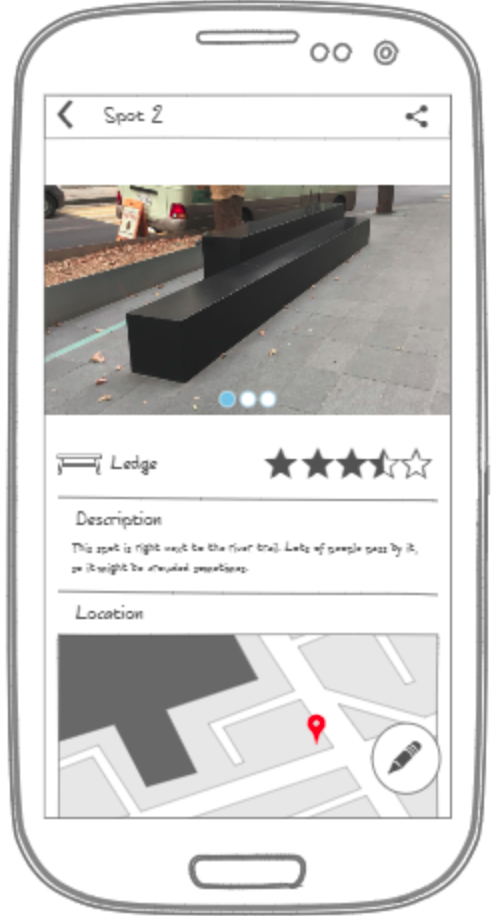 Spot 2
Ledge
Description
This spot is right next to the river trail. Lots of people pass by it,
so it might be crowded sometimes.
Location